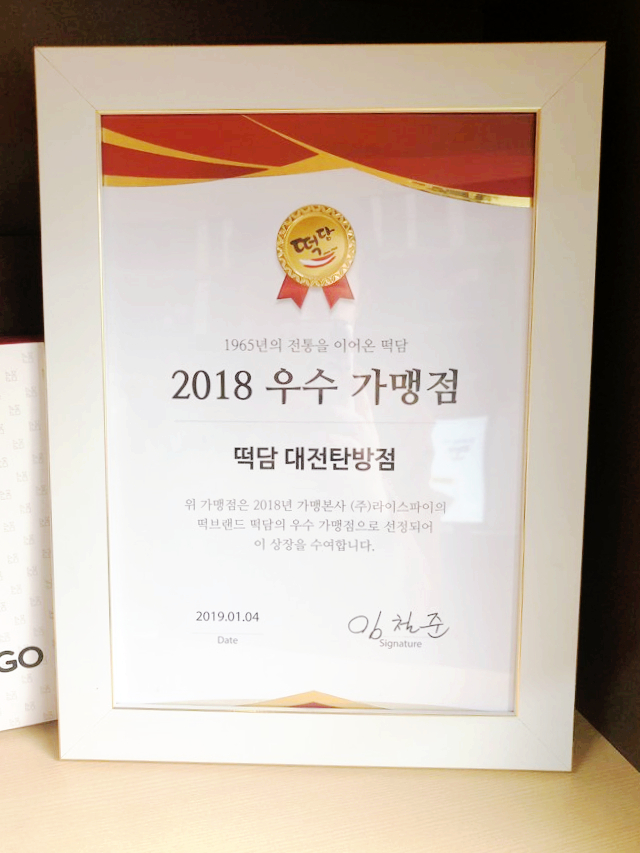 떡담
1965년의 전통을 이어온 떡담
2018 우수 가맹점
떡담 대전탄방점
위 가맹점은 2018년 가맹본사 (주)라이스파이의
떡브랜드 떡담의 우수 가맹점으로 선정되어
이 상장을 수여합니다.
2019.01.04
Date
임철준
Signature
GO